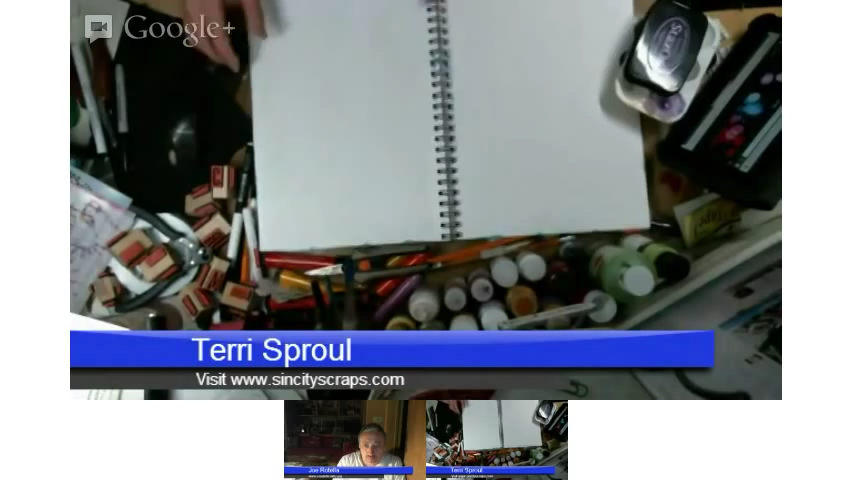 Google+
Terri Sproul
Visit www.sincityscraps.com
Joe Rotella
Terri Sproul